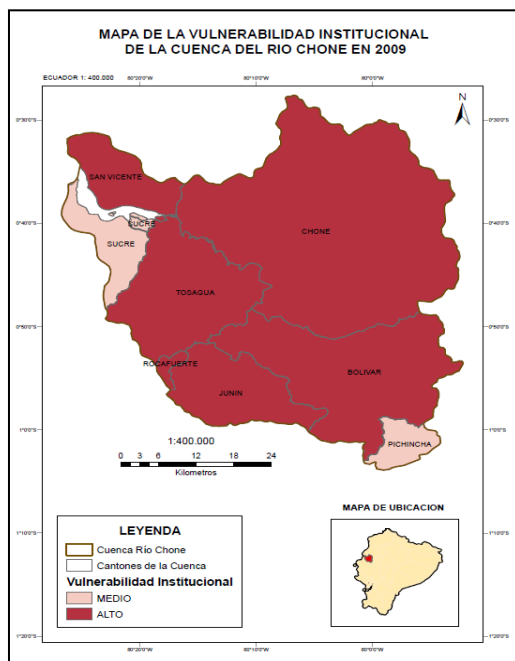 MAPA DE LA VULNERABILIDAD INSTITUCIONAL
DE LA CUENCA DEL RIO CHONE EN 2009
ECUADOR 1: 400.000
80°20'0"W 80°10'0"W 80°0'0"W
N
0°30'0"S 0°30'0"S
SAN VICENTE
0°40'0"S 0°40'0"S
SUCRE
CHONE
SUCRE
TOSAGUA
0°50'0"S 0°50'0"S
ROCAFUERTE
BOLIVAR
JUNIN
1°0'0"S 1°0'0"S
PICHINCHA
1:400.000
0 3 6 12 18 24
Kilometros
MAPA DE UBICACION
1°10'0"S 1°10'0"S
LEYENDA
Cuenca Río Chone
Cantones de la Cuenca
Vulnerabilidad Institucional
MEDIO
ALTO
1°20'0"S 1°20'0"S
80°20'0"W 80°10'0"W 80°0'0"W